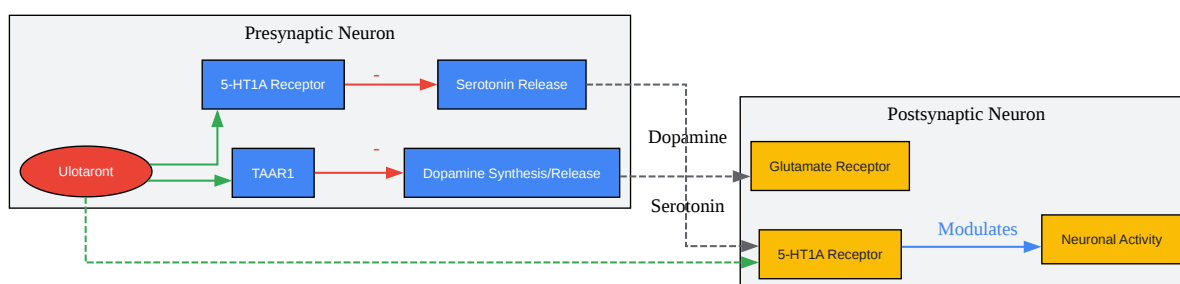 Presynaptic Neuron
5-HT1A Receptor
-
Serotonin Release
Ulotaront
TAAR1
-
Dopamine Synthesis/Release
Dopamine
Serotonin
Postsynaptic Neuron
Glutamate Receptor
5-HT1A Receptor
Modulates
Neuronal Activity